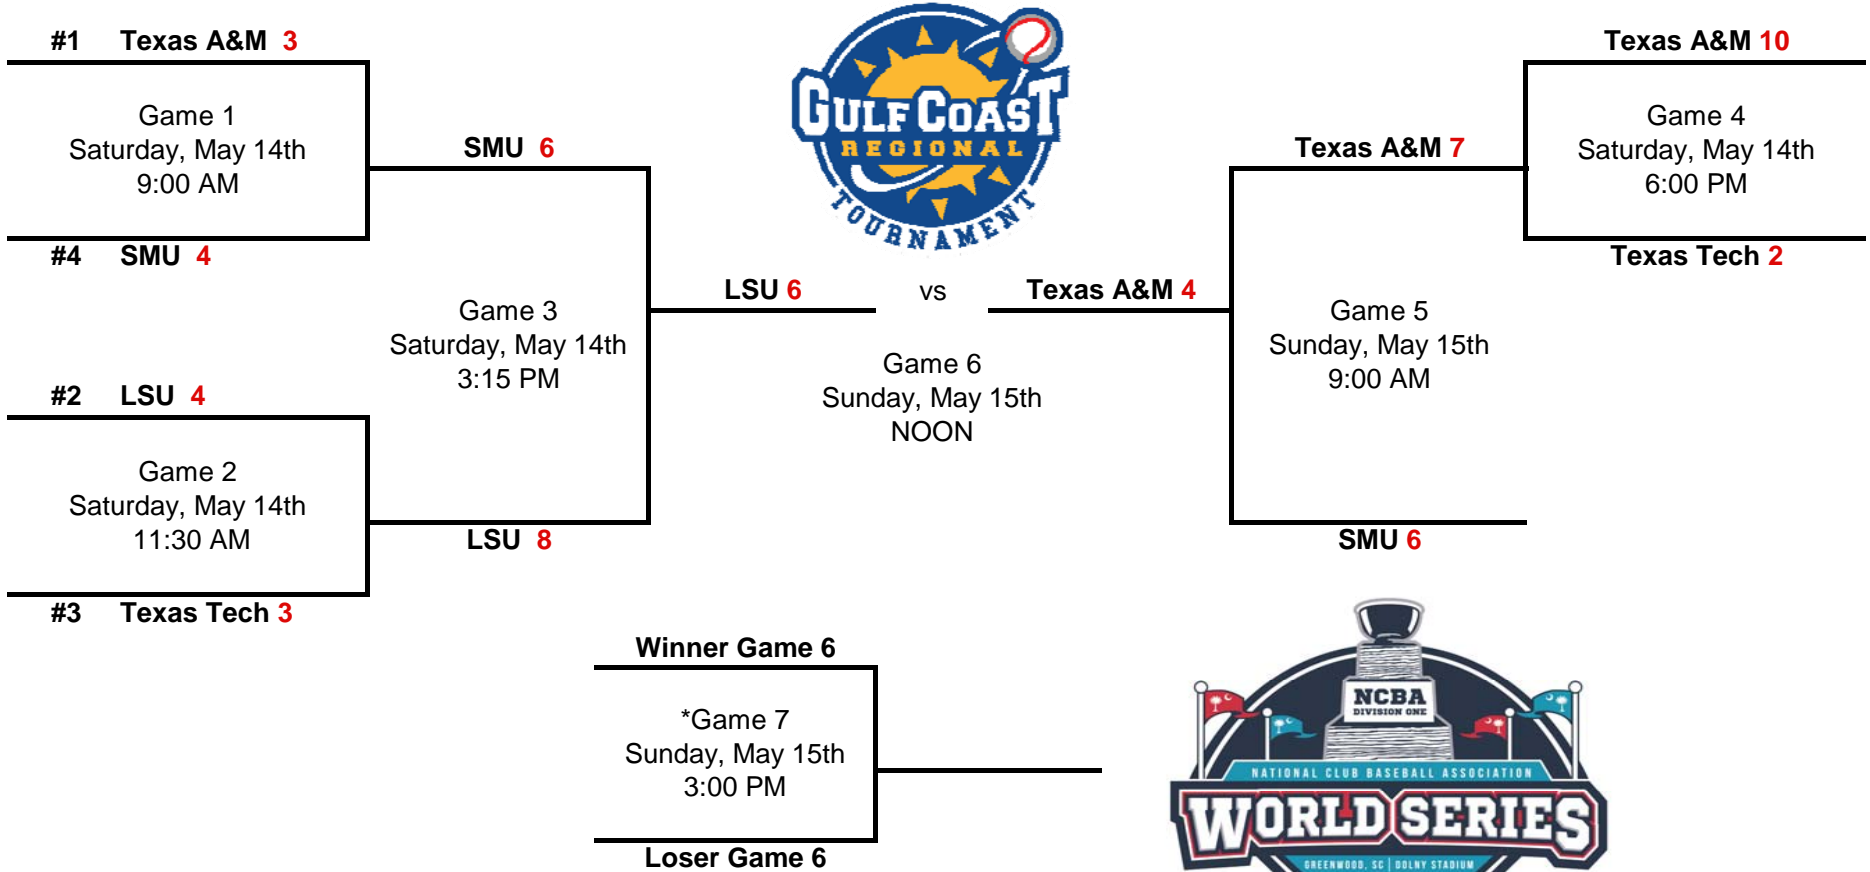 #1 Texas A&M 3
Game 1
Saturday, May 14th
9:00 AM
#4 SMU 4
#2 LSU 4
Game 2
Saturday, May 14th
11:30 AM
#3 Texas Tech 3
SMU 6
Game 3
Saturday, May 14th
3:15 PM
LSU 8
GULF COAST
REGIONAL
TOURNAMENT
LSU 6 vs Texas A&M 4
Game 6
Sunday, May 15th
NOON
Texas A&M 7
Game 5
Sunday, May 15th
9:00 AM
SMU 6
Texas A&M 10
Game 4
Saturday, May 14th
6:00 PM
Texas Tech 2
Winner Game 6
*Game 7
Sunday, May 15th
3:00 PM
Loser Game 6
NCBA
DIVISION ONE
NATIONAL CLUB BASEBALL ASSOCIATION
WORLD SERIES
GREENWOOD, SC | DOLNY STADIUM